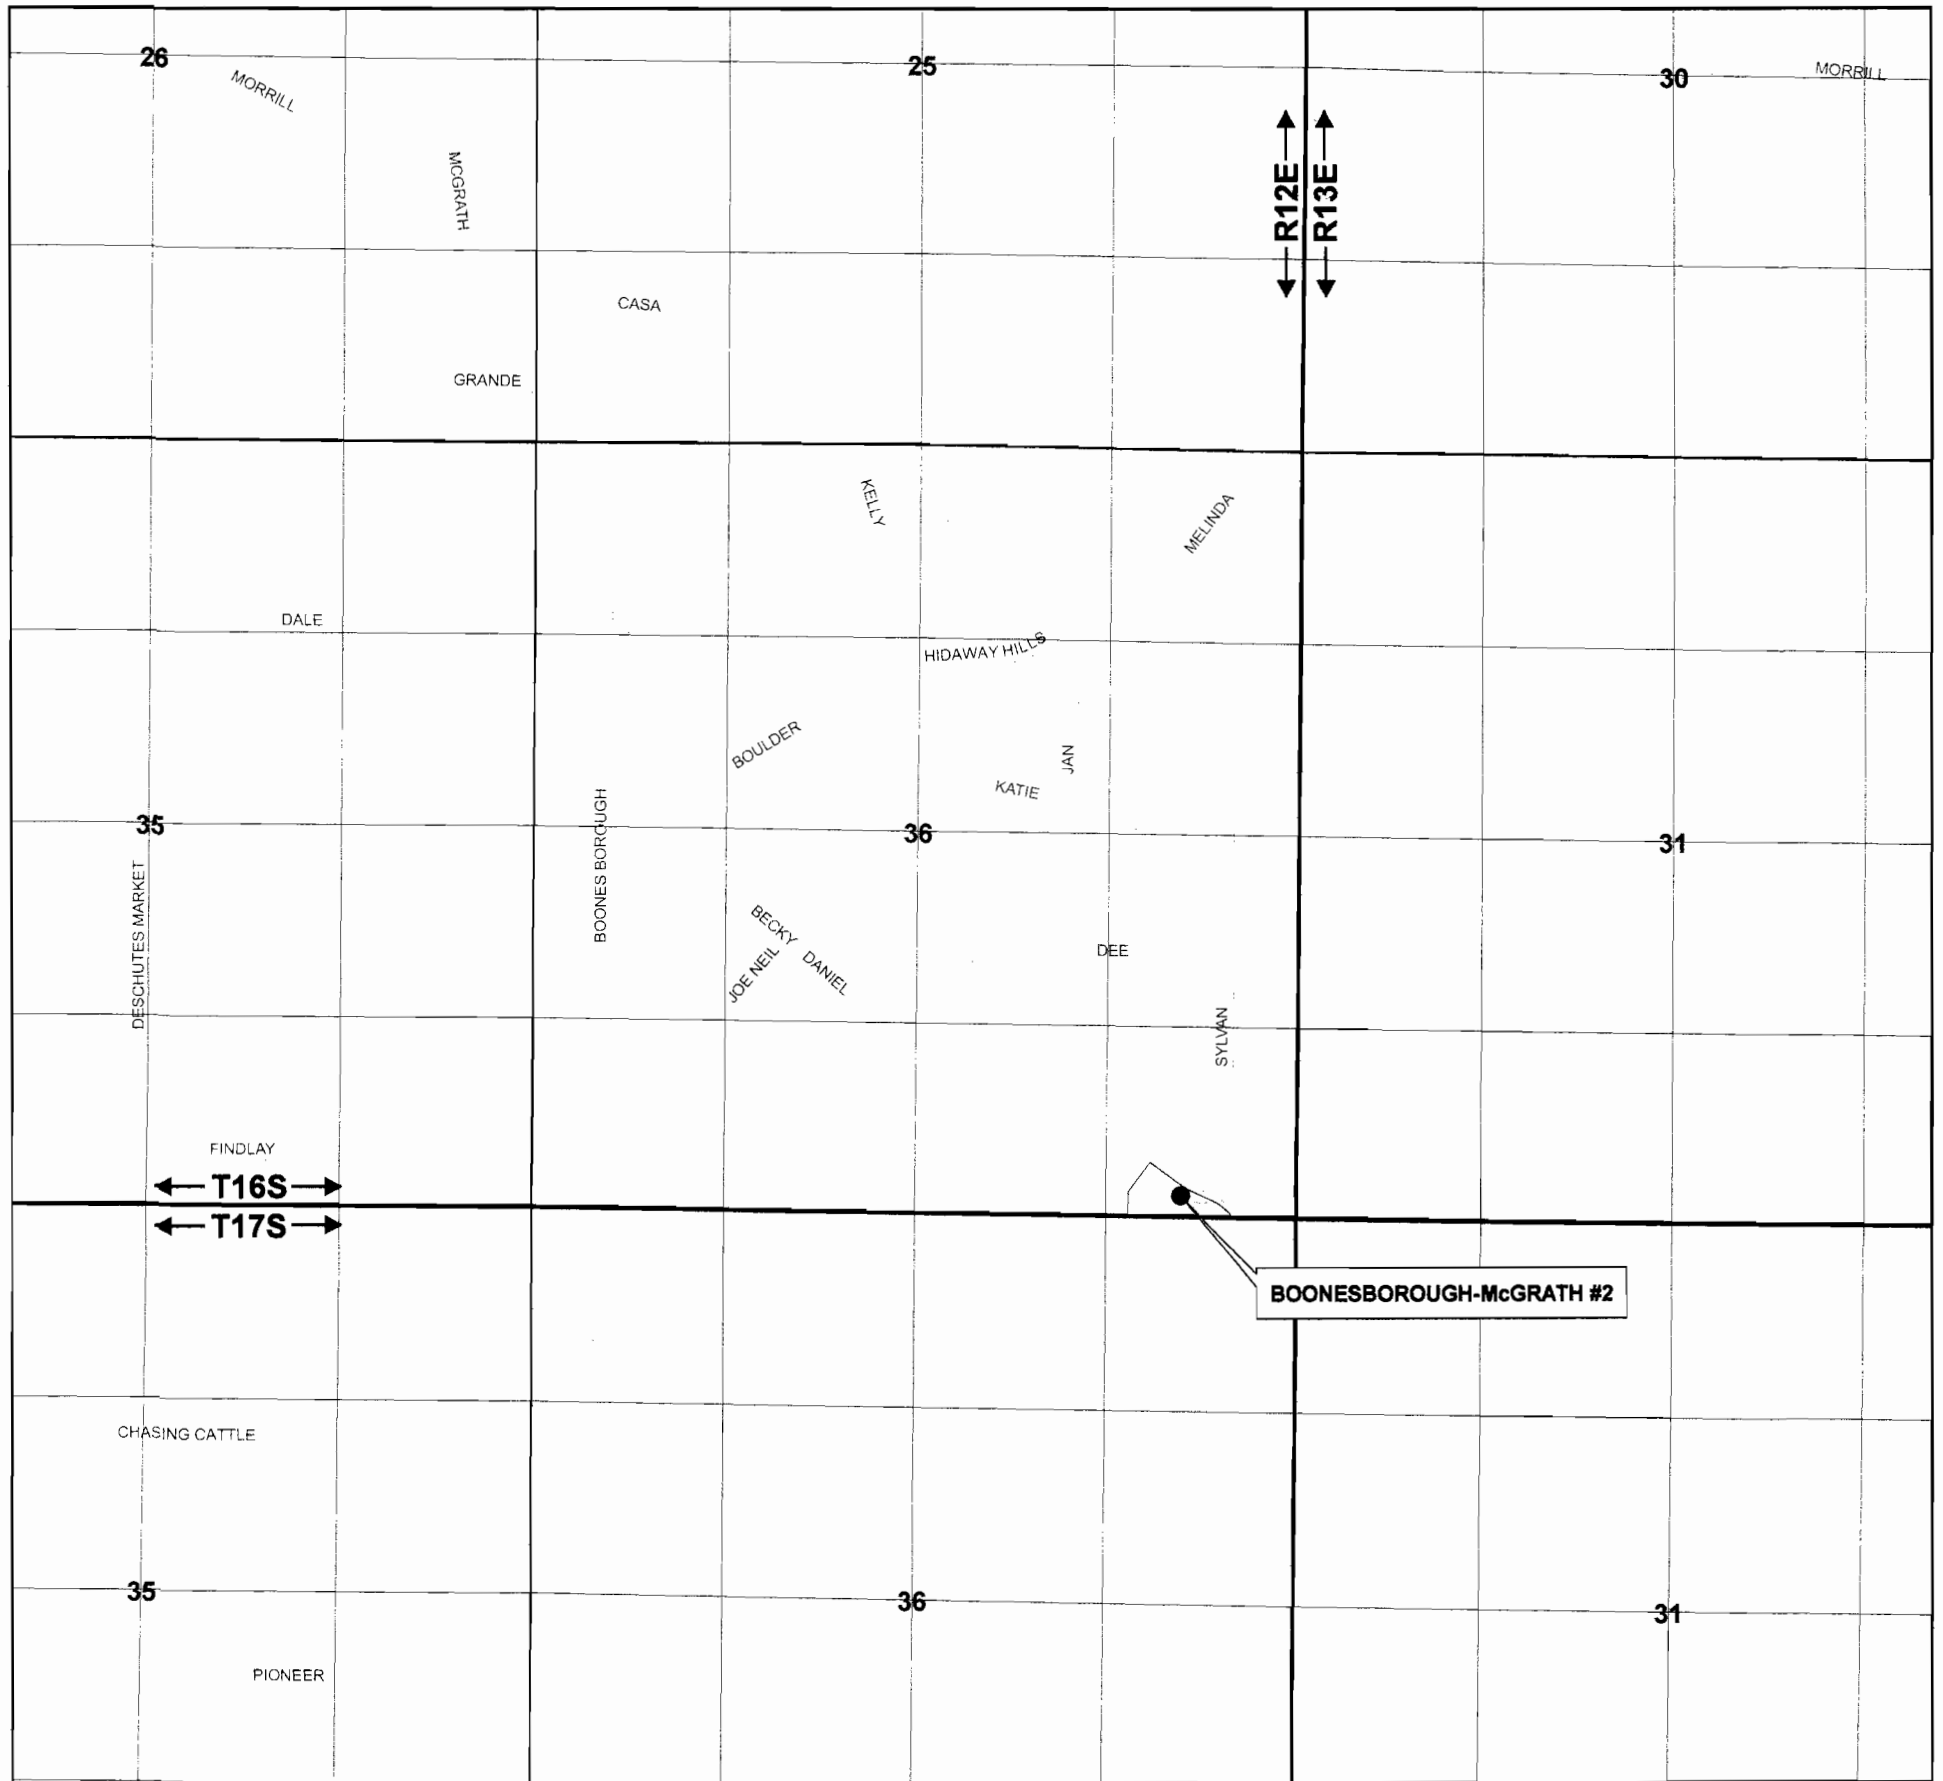 26
25
30
MORRILL
MORRILL
MCGRATH
R12E
R13E
CASA
GRANDE
KELLY
MELINDA
DALE
HIDAWAY HILLS
BOULDER
JAN
KATIE
BOONES BOROUGH
35
36
31
DESCHUTES MARKET
BECKY
JOE NEIL
DANIEL
DEE
SYLVAN
FINDLAY
T16S
T17S
BOONESBOROUGH-McGRATH #2
CHASING CATTLE
35
36
31
PIONEER